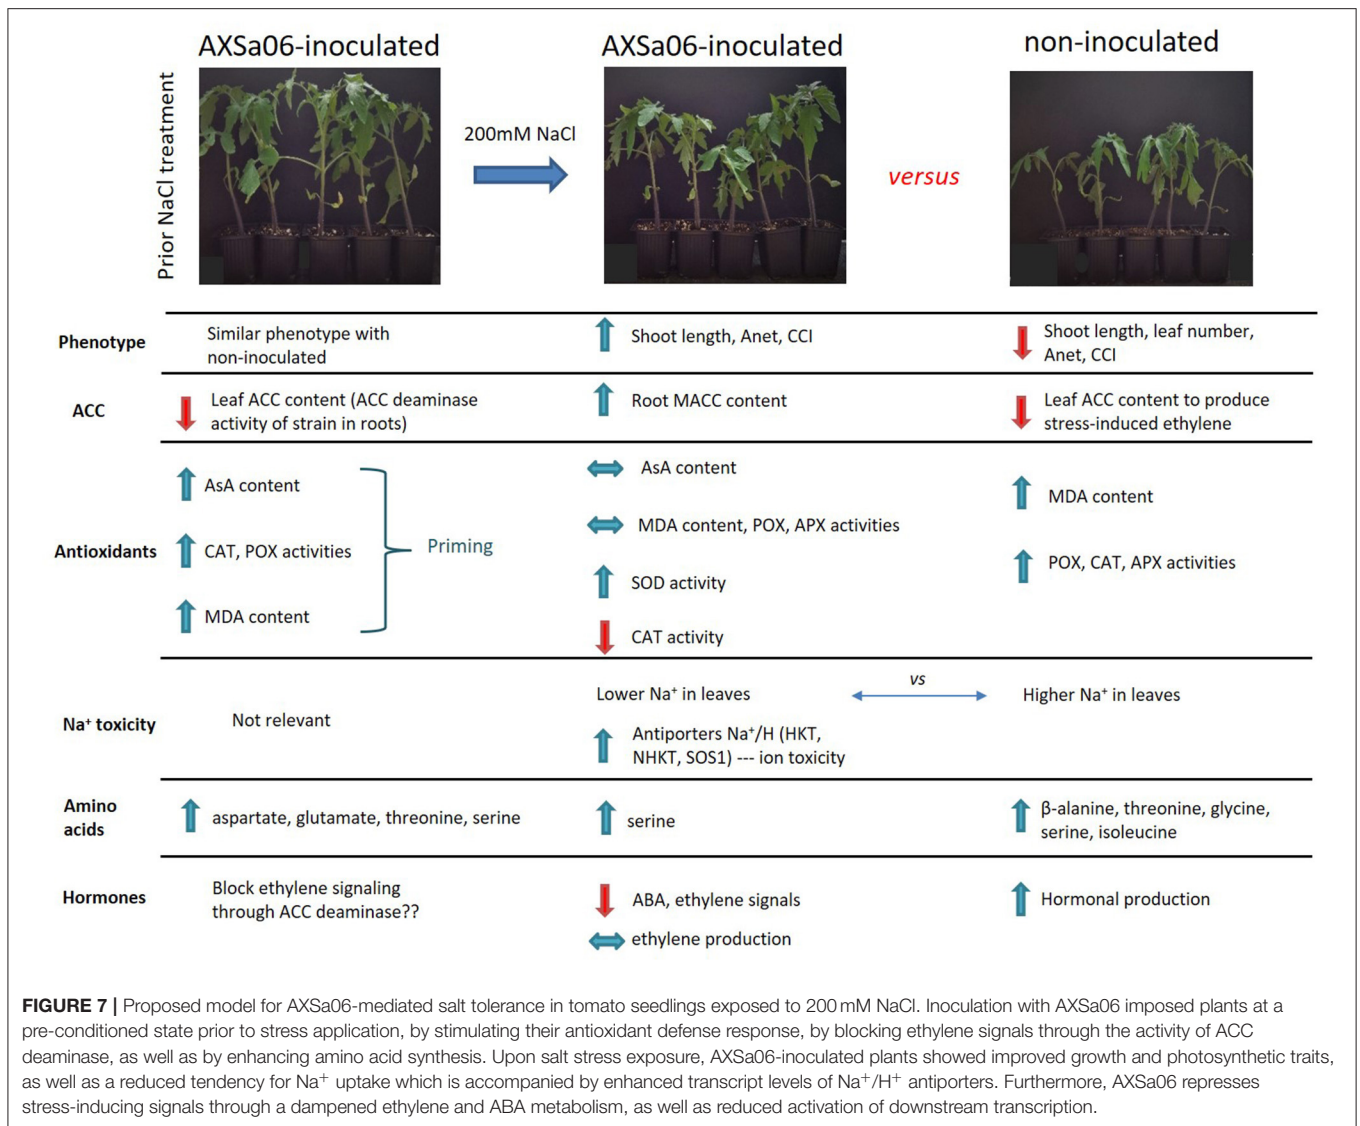 AXSa06-inoculated
AXSa06-inoculated
non-inoculated
Prior NaCl treatment
200mM NaCl
versus
Phenotype
Similar phenotype with
non-inoculated
Shoot length, Anet, CCI
Shoot length, leaf number,
Anet, CCI
ACC
Leaf ACC content (ACC deaminase
activity of strain in roots)
Root MACC content
Leaf ACC content to produce
stress-induced ethylene
Antioxidants
AsA content
CAT, POX activities
MDA content
Priming
AsA content
MDA content, POX, APX activities
SOD activity
CAT activity
MDA content
POX, CAT, APX activities
Na⁺ toxicity
Not relevant
Lower Na⁺ in leaves
vs
Higher Na⁺ in leaves
Antiporters Na⁺/H (HKT,
NHKT, SOS1) --- ion toxicity
Amino
acids
aspartate, glutamate, threonine, serine
serine
β-alanine, threonine, glycine,
serine, isoleucine
Hormones
Block ethylene signaling
through ACC deaminase??
ABA, ethylene signals
ethylene production
Hormonal production
FIGURE 7 | Proposed model for AXSa06-mediated salt tolerance in tomato seedlings exposed to 200 mM NaCl. Inoculation with AXSa06 imposed plants at a
pre-conditioned state prior to stress application, by stimulating their antioxidant defense response, by blocking ethylene signals through the activity of ACC
deaminase, as well as by enhancing amino acid synthesis. Upon salt stress exposure, AXSa06-inoculated plants showed improved growth and photosynthetic traits,
as well as a reduced tendency for Na⁺ uptake which is accompanied by enhanced transcript levels of Na⁺/H⁺ antiporters. Furthermore, AXSa06 represses
stress-inducing signals through a dampened ethylene and ABA metabolism, as well as reduced activation of downstream transcription.